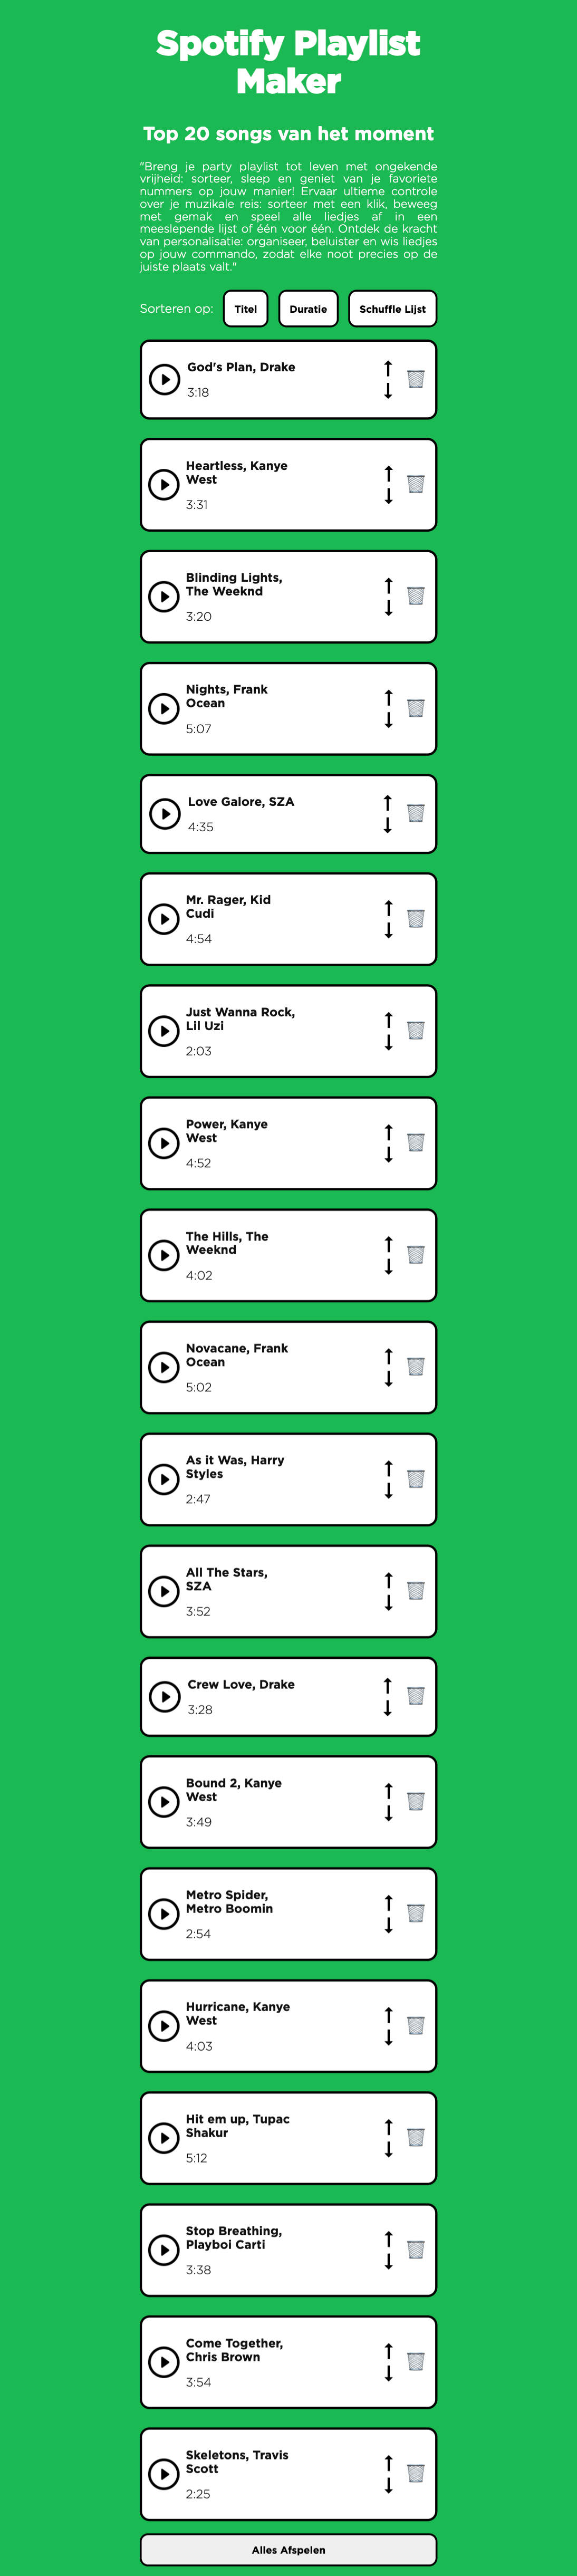 Spotify Playlist
Maker
Top 20 songs van het moment
"Breng je party playlist tot leven met ongekende
vrijheid: sorteer, sleep en geniet van je favoriete
nummers op jouw manier! Ervaar ultieme controle
over je muzikale reis: sorteer met een klik, beweeg
met gemak en speel alle liedjes af in een
meeslepende lijst of één voor één. Ontdek de kracht
van personalisatie: organiseer, beluister en wis liedjes
op jouw commando, zodat elke noot precies op de
juiste plaats valt."
Sorteren op: Titel Duratie Schuffle Lijst
God's Plan, Drake
3:18
Heartless, Kanye
West
3:31
Blinding Lights,
The Weeknd
3:20
Nights, Frank
Ocean
5:07
Love Galore, SZA
4:35
Mr. Rager, Kid
Cudi
4:54
Just Wanna Rock,
Lil Uzi
2:03
Power, Kanye
West
4:52
The Hills, The
Weeknd
4:02
Novacane, Frank
Ocean
5:02
As it Was, Harry
Styles
2:47
All The Stars,
SZA
3:52
Crew Love, Drake
3:28
Bound 2, Kanye
West
3:49
Metro Spider,
Metro Boomin
2:54
Hurricane, Kanye
West
4:03
Hit em up, Tupac
Shakur
5:12
Stop Breathing,
Playboi Carti
3:38
Come Together,
Chris Brown
3:54
Skeletons, Travis
Scott
2:25
Alles Afspelen